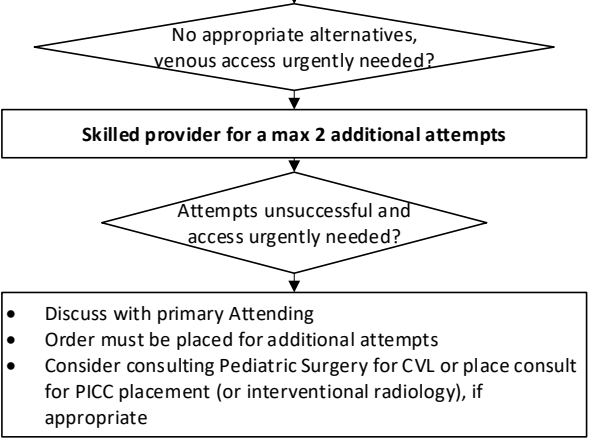 No appropriate alternatives,
venous access urgently needed?
Skilled provider for a max 2 additional attempts
Attempts unsuccessful and
access urgently needed?
• Discuss with primary Attending
• Order must be placed for additional attempts
• Consider consulting Pediatric Surgery for CVL or place consult
for PICC placement (or interventional radiology), if
appropriate